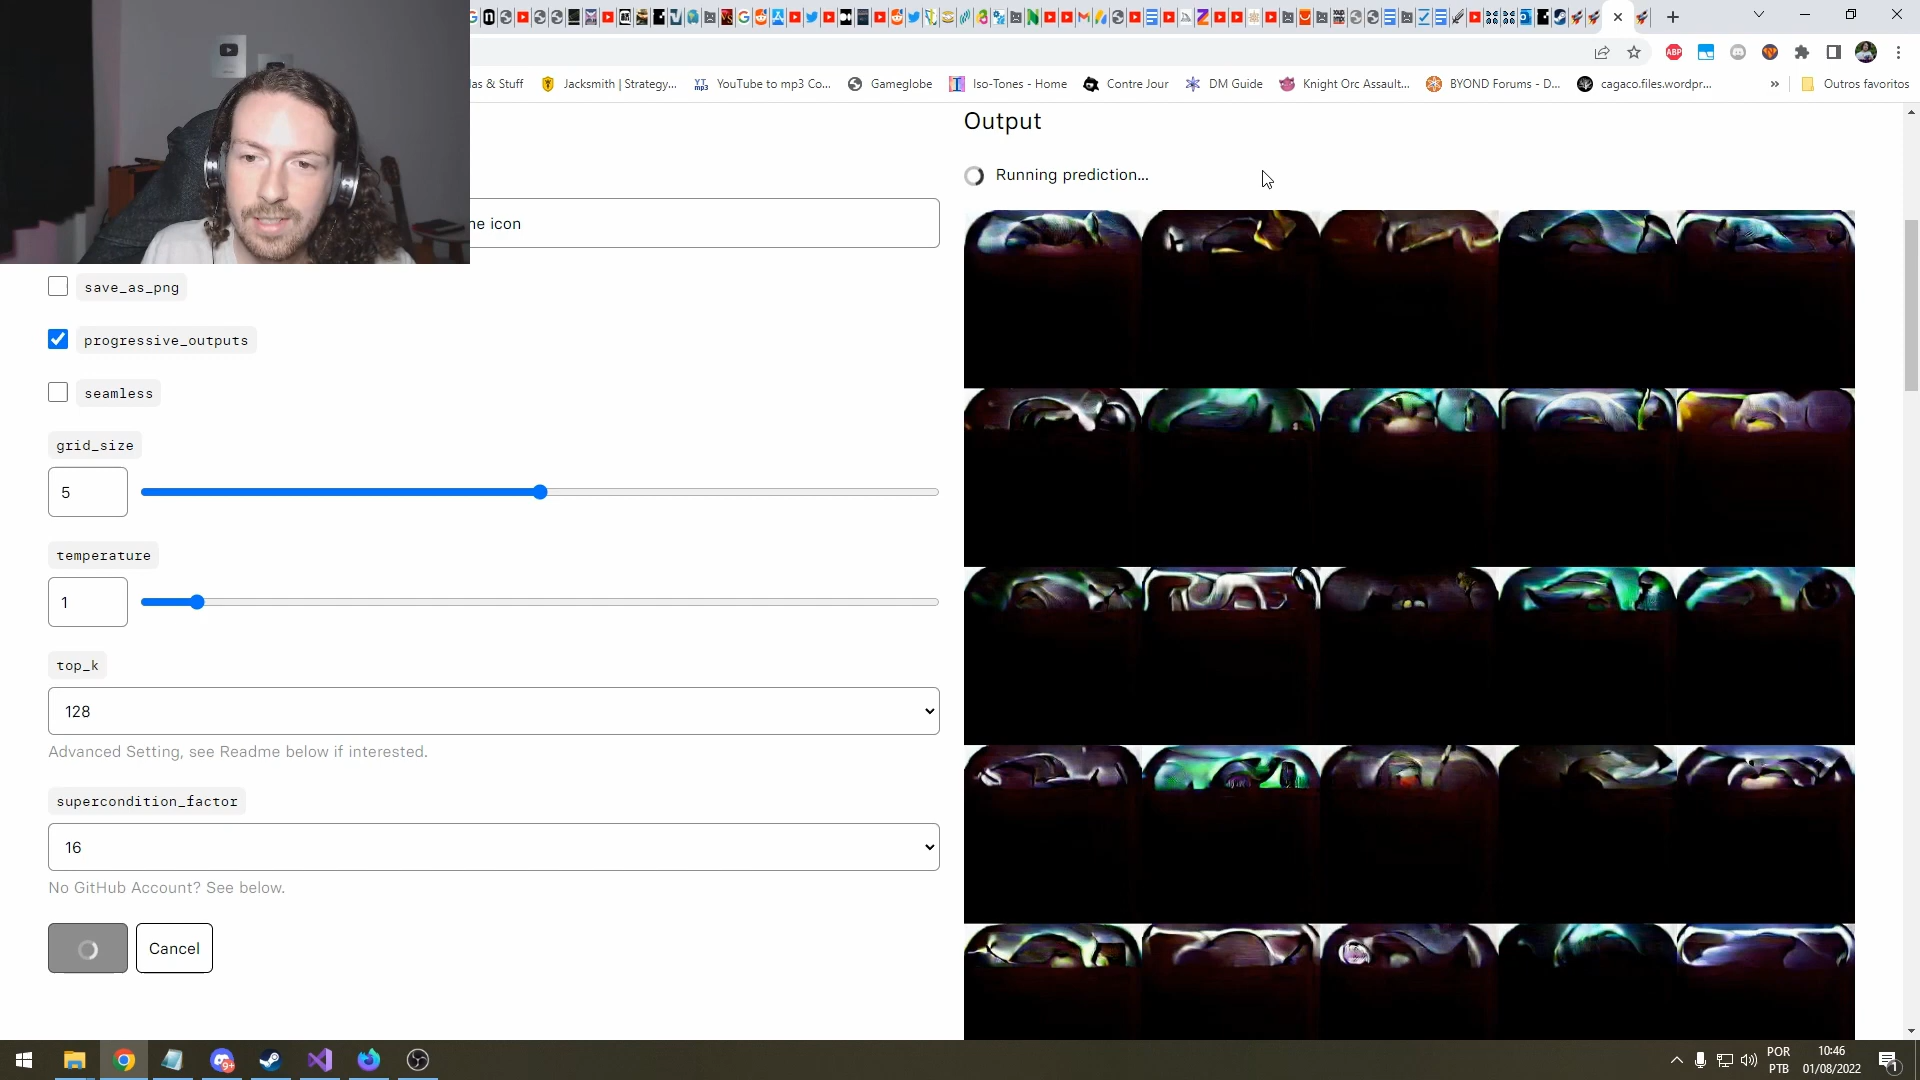 las & Stuff
Jacksmith | Strategy...
YouTube to mp3 Co...
Gameglobe
Iso-Tones - Home
Contre Jour
DM Guide
Knight Orc Assault...
BYOND Forums - D...
cagaco.files.wordpr...
»
Outros favoritos
Output
Running prediction...
ne icon
save_as_png
progressive_outputs
seamless
grid_size
5
temperature
1
top_k
128
Advanced Setting, see Readme below if interested.
supercondition_factor
16
No GitHub Account? See below.
Cancel
POR
PTB
10:46
01/08/2022